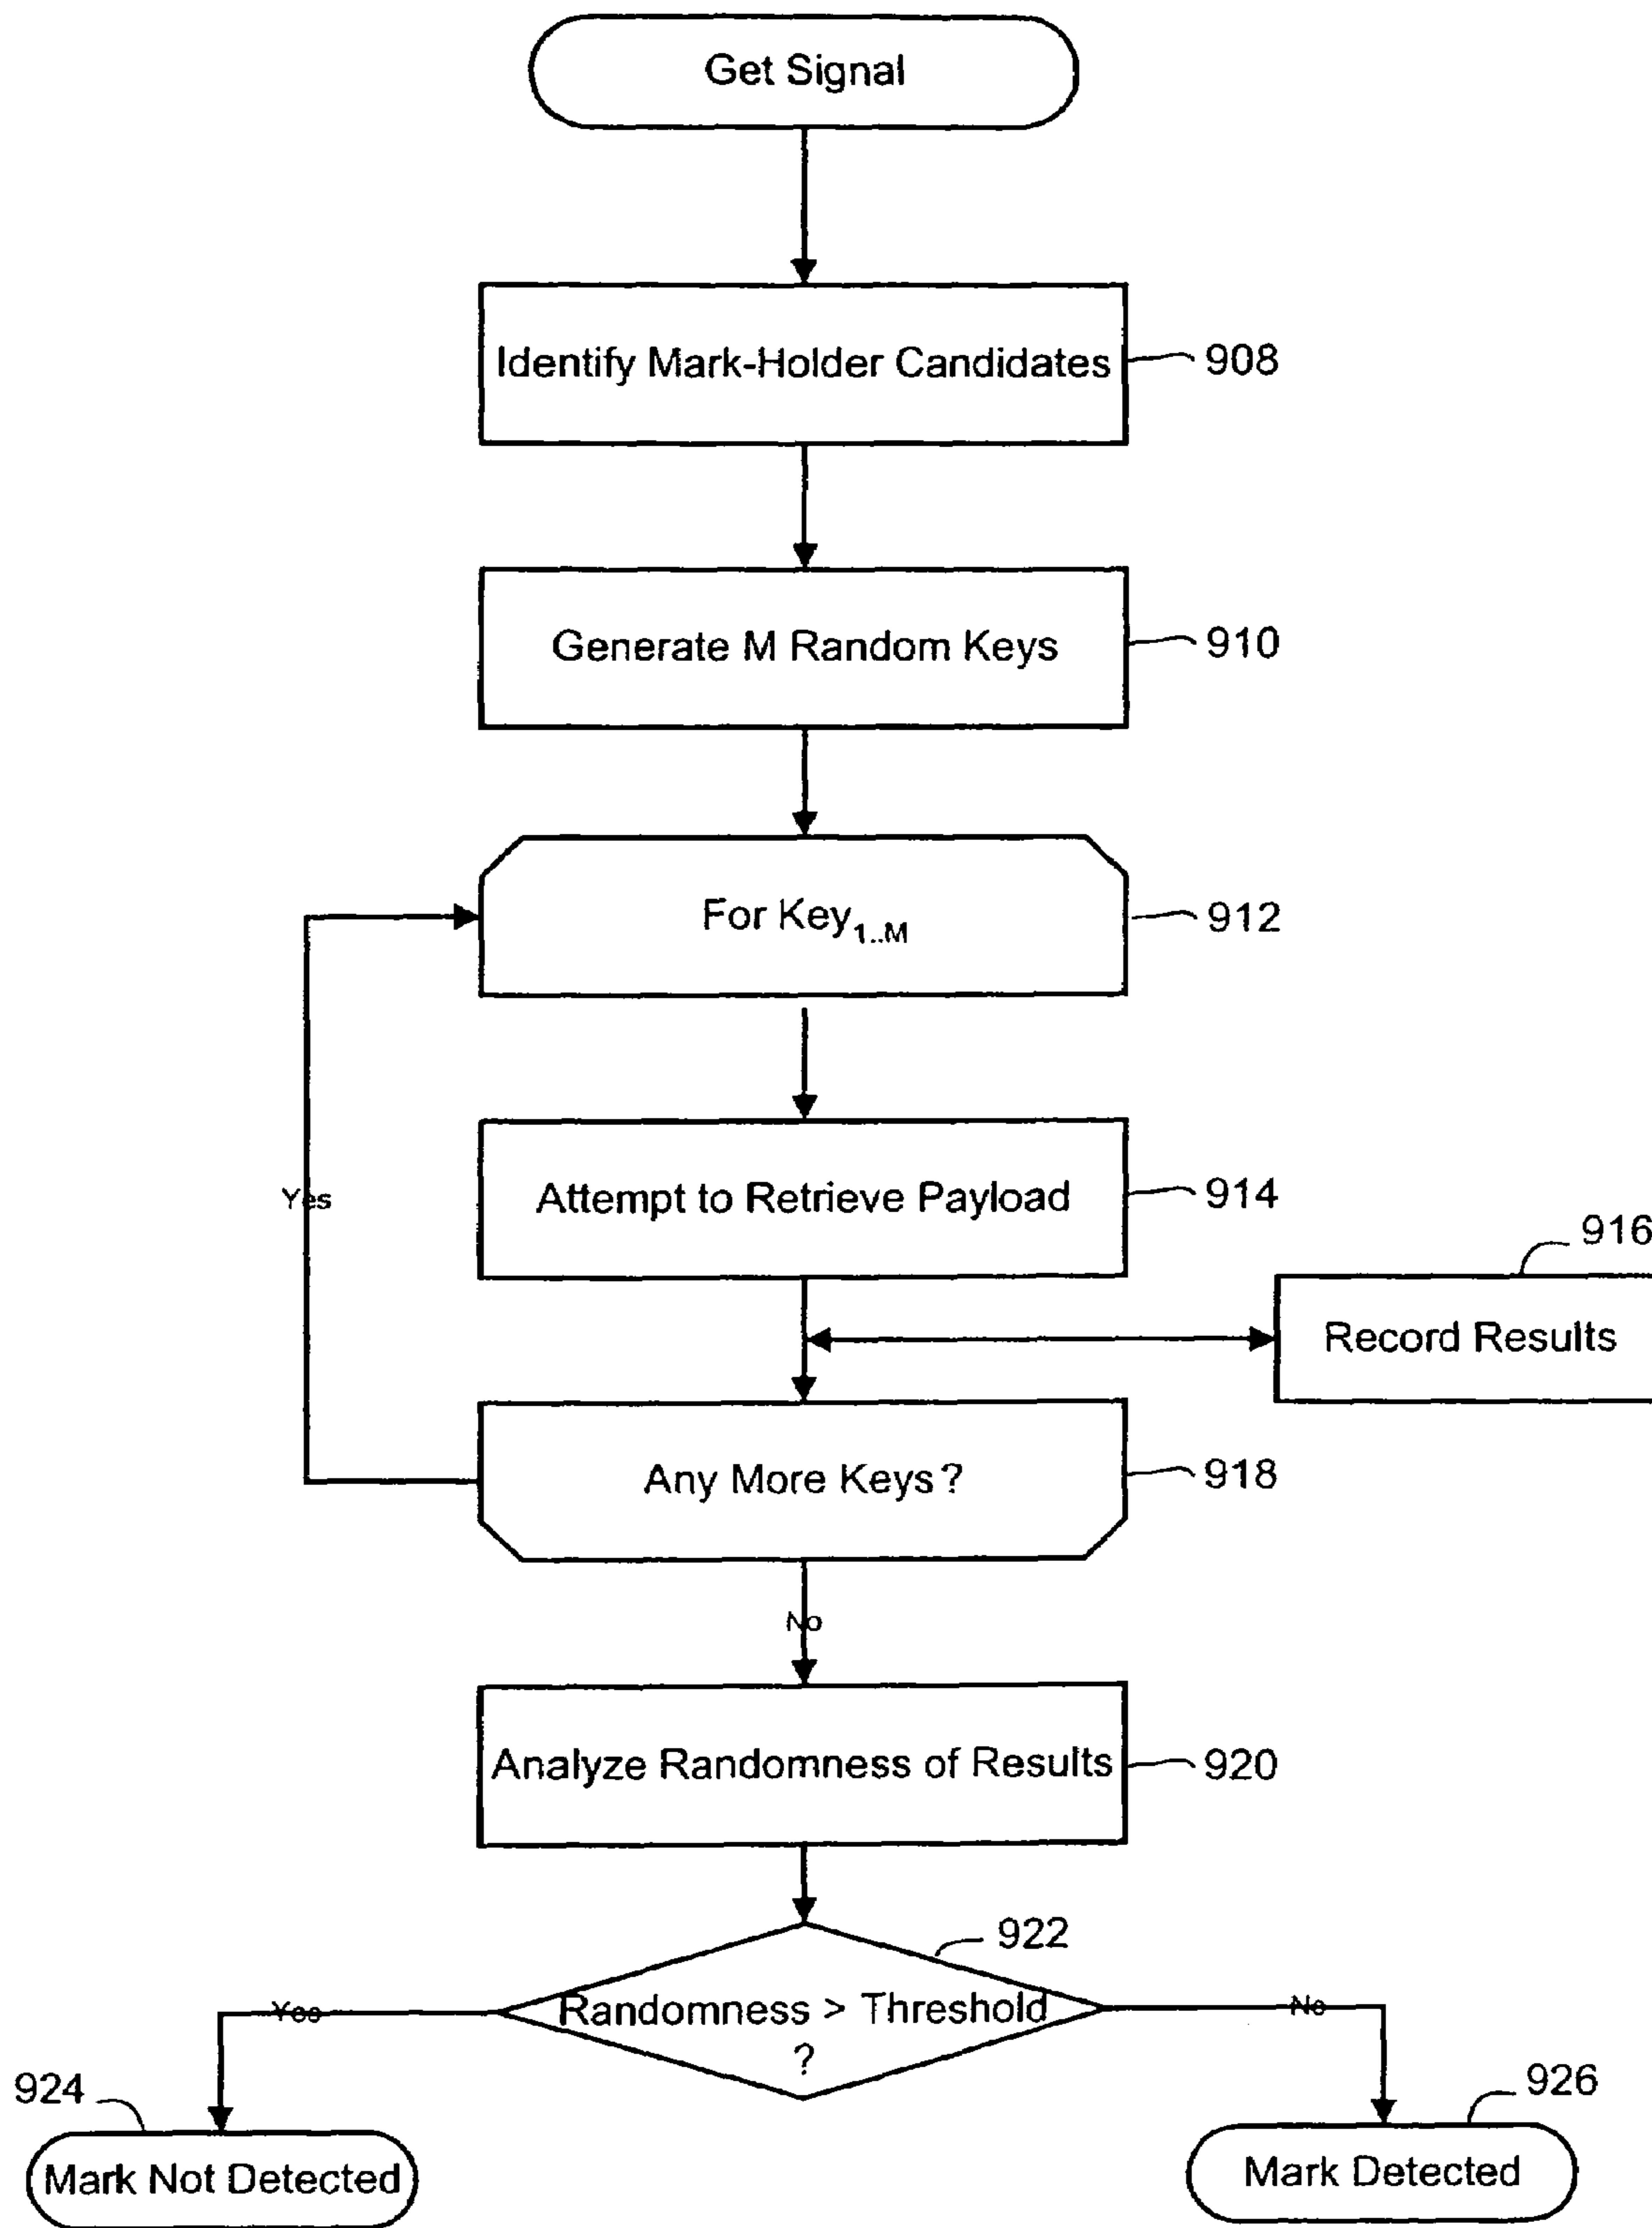 Get Signal
Identify Mark-Holder Candidates
908
Generate M Random Keys
910
For Key1..M
912
Yes
Attempt to Retrieve Payload
914
916
Record Results
Any More Keys?
918
No
Analyze Randomness of Results
920
922
Randomness > Threshold
?
Yes
No
924
Mark Not Detected
926
Mark Detected